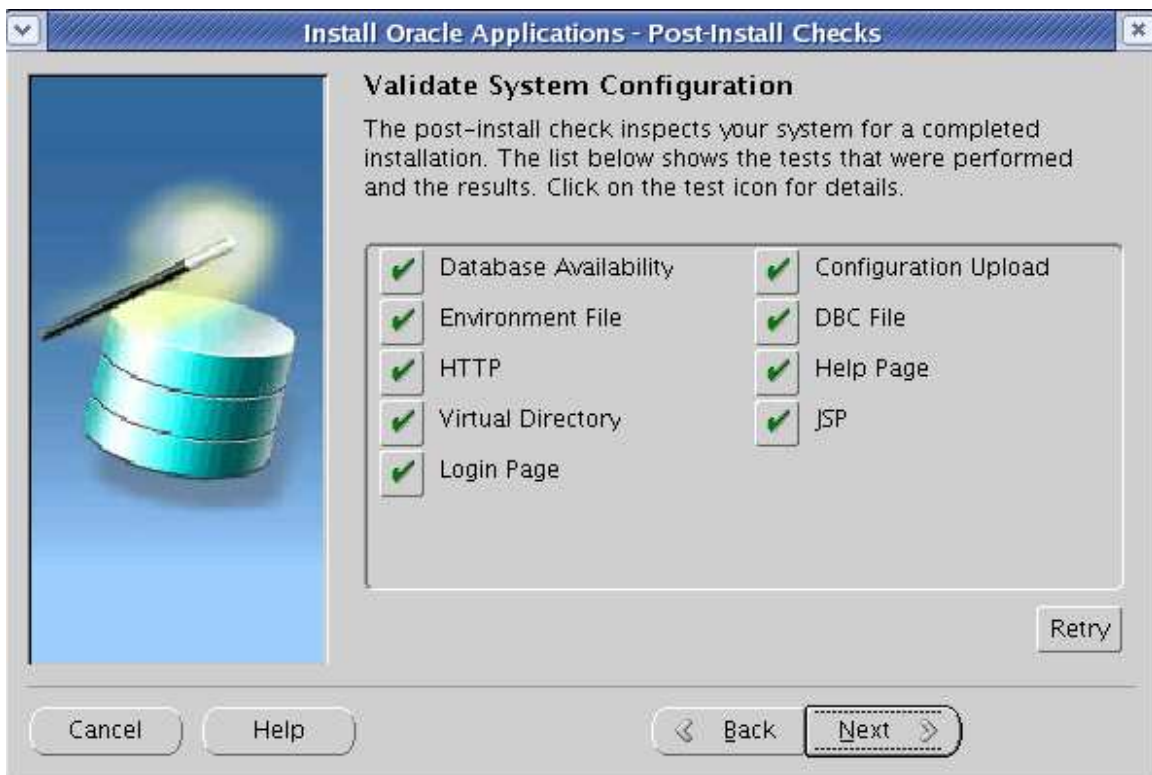 Install Oracle Applications - Post-Install Checks
Validate System Configuration
The post-install check inspects your system for a completed
installation. The list below shows the tests that were performed
and the results. Click on the test icon for details.
Database Availability
Environment File
HTTP
Virtual Directory
Login Page
Configuration Upload
DBC File
Help Page
JSP
Retry
Cancel
Help
Back
Next